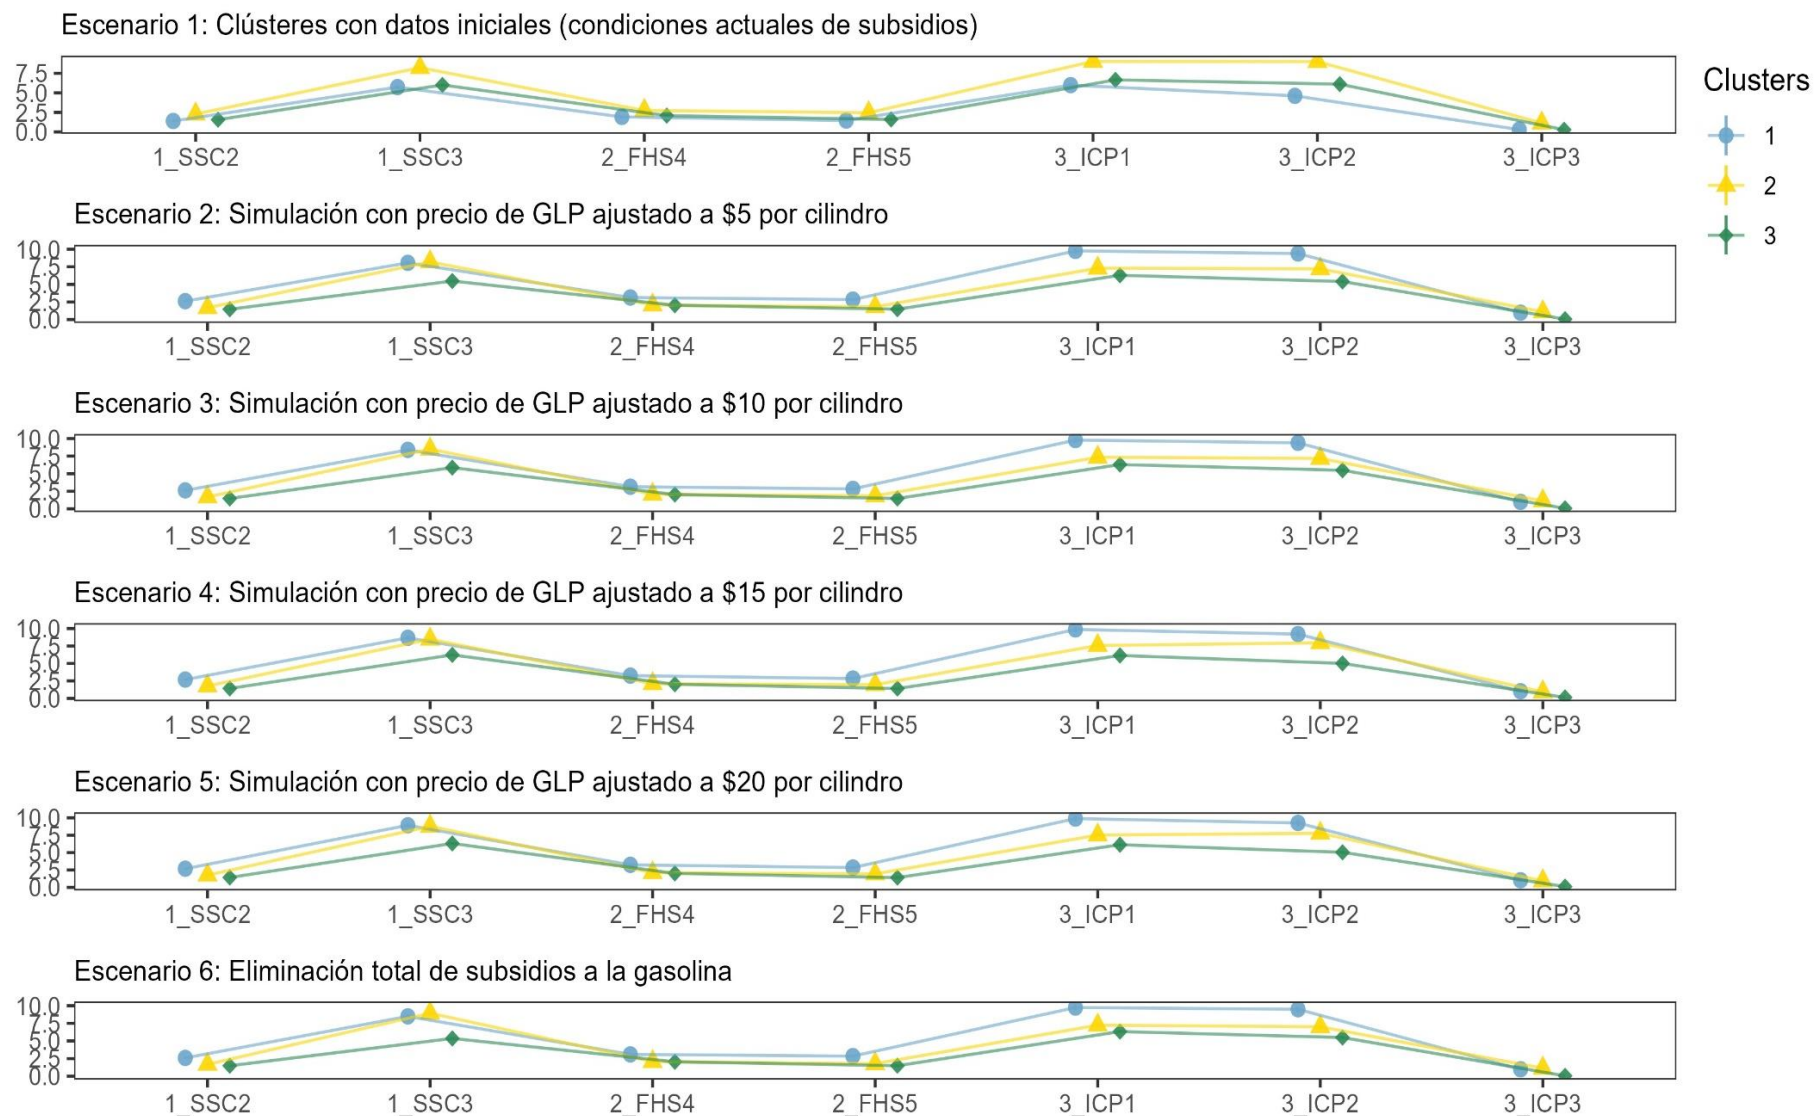 Escenario 1: Clústeres con datos iniciales (condiciones actuales de subsidios)
7.5
5.0
2.5
0.0
1_SSC2 1_SSC3 2_FHS4 2_FHS5 3_ICP1 3_ICP2 3_ICP3
Clusters
1
2
3
Escenario 2: Simulación con precio de GLP ajustado a $5 por cilindro
10.0
7.5
5.0
2.5
0.0
1_SSC2 1_SSC3 2_FHS4 2_FHS5 3_ICP1 3_ICP2 3_ICP3
Escenario 3: Simulación con precio de GLP ajustado a $10 por cilindro
10.0
7.5
5.0
2.5
0.0
1_SSC2 1_SSC3 2_FHS4 2_FHS5 3_ICP1 3_ICP2 3_ICP3
Escenario 4: Simulación con precio de GLP ajustado a $15 por cilindro
10.0
7.5
5.0
2.5
0.0
1_SSC2 1_SSC3 2_FHS4 2_FHS5 3_ICP1 3_ICP2 3_ICP3
Escenario 5: Simulación con precio de GLP ajustado a $20 por cilindro
10.0
7.5
5.0
2.5
0.0
1_SSC2 1_SSC3 2_FHS4 2_FHS5 3_ICP1 3_ICP2 3_ICP3
Escenario 6: Eliminación total de subsidios a la gasolina
10.0
7.5
5.0
2.5
0.0
1_SSC2 1_SSC3 2_FHS4 2_FHS5 3_ICP1 3_ICP2 3_ICP3